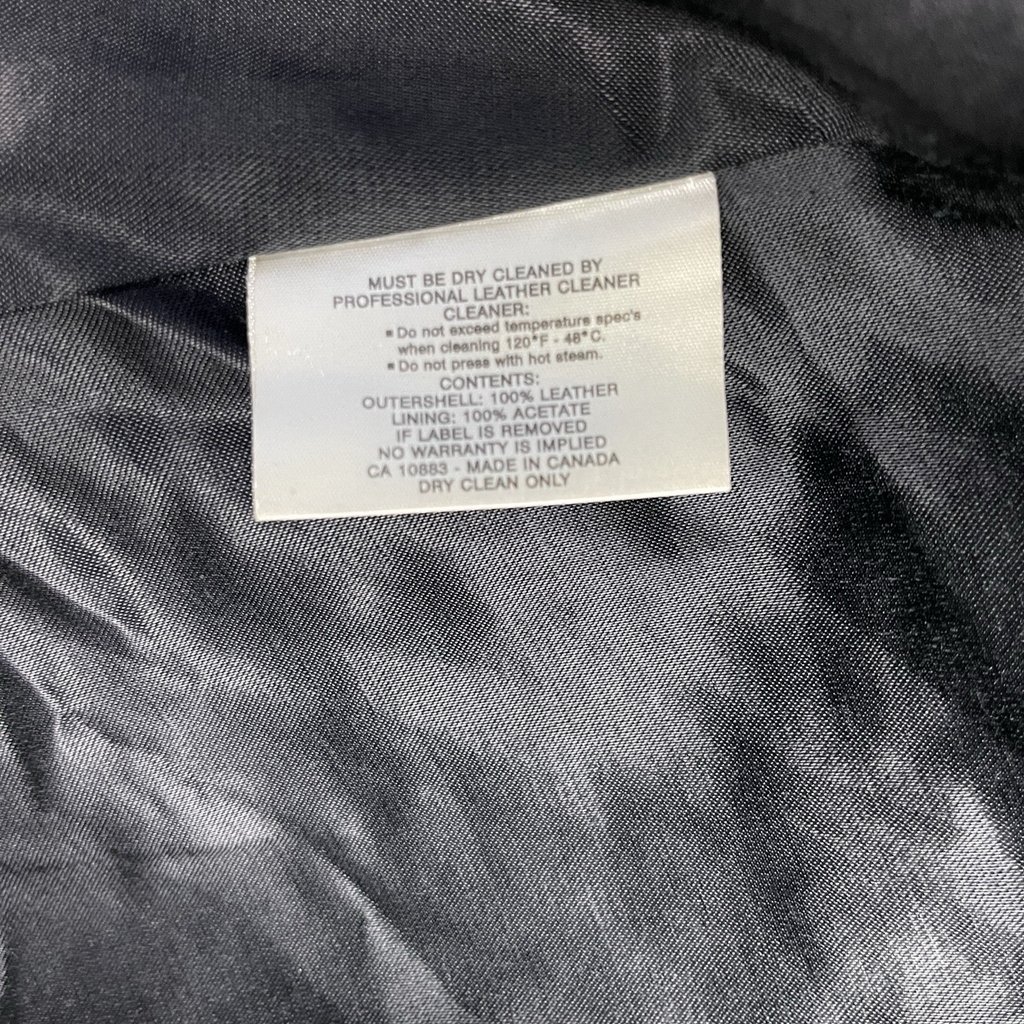 MUST BE DRY CLEANED BY
PROFESSIONAL LEATHER CLEANER
CLEANER:
▪ Do not exceed temperature spec's
when cleaning 120°F - 48°C.
▪ Do not press with hot steam.
CONTENTS:
OUTERSHELL: 100% LEATHER
LINING: 100% ACETATE
IF LABEL IS REMOVED
NO WARRANTY IS IMPLIED
CA 10883 - MADE IN CANADA
DRY CLEAN ONLY